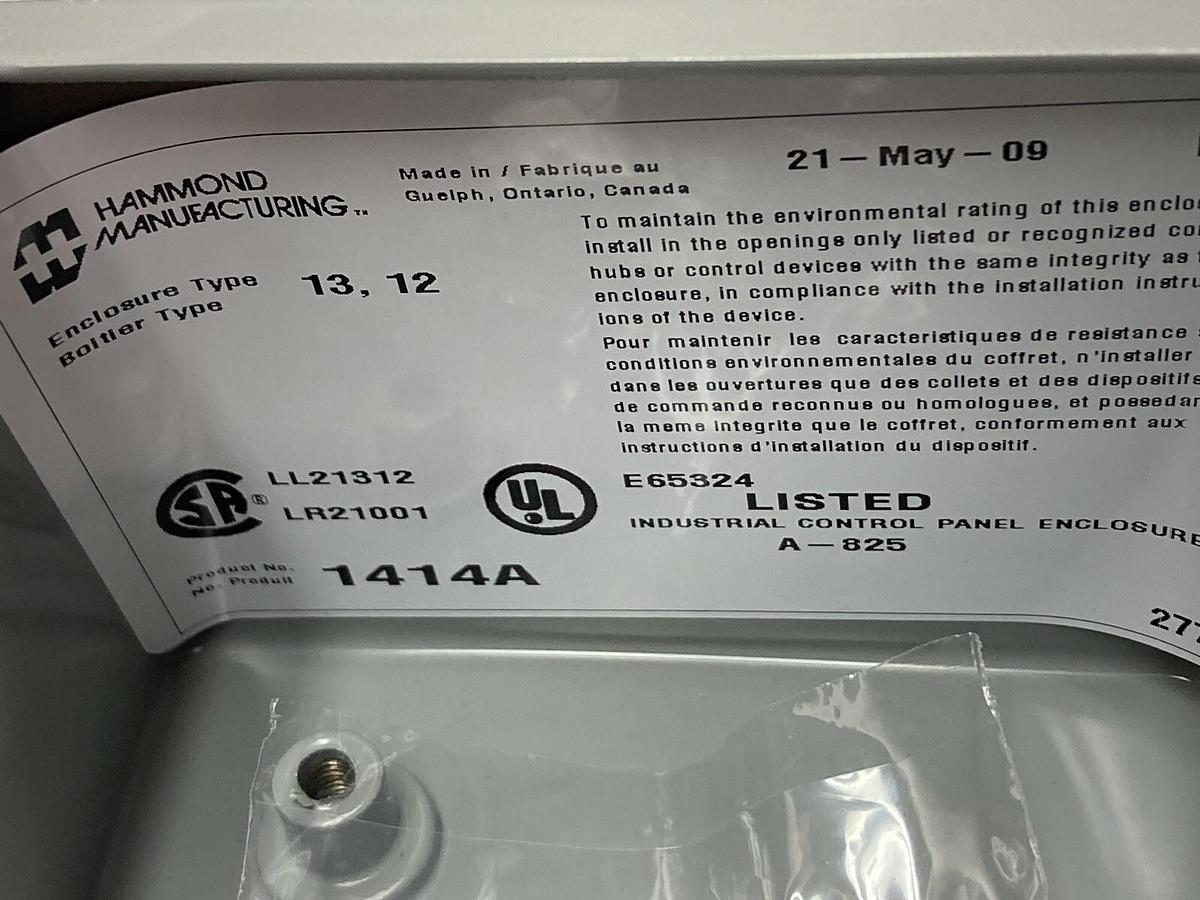 HAMMOND
MANUFACTURING™
Made in / Fabrique au
Guelph, Ontario, Canada
21 — May — 09
Enclosure Type
Boitier Type
13, 12
To maintain the environmental rating of this enclo
install in the openings only listed or recognized co
hubs or control devices with the same integrity as
enclosure, in compliance with the installation instru
ions of the device.
Pour maintenir les caracteristiques de resistance
conditions environnementales du coffret, n'installer
dans les ouvertures que des collets et des dispositifs
de commande reconnus ou homologues, et possedan
la meme integrite que le coffret, conformement aux
instructions d'installation du dispositif.
SA® LL21312
LR21001
UL
E65324
LISTED
INDUSTRIAL CONTROL PANEL ENCLOSURE
A — 825
Product No.
No. Produit
1414A
277